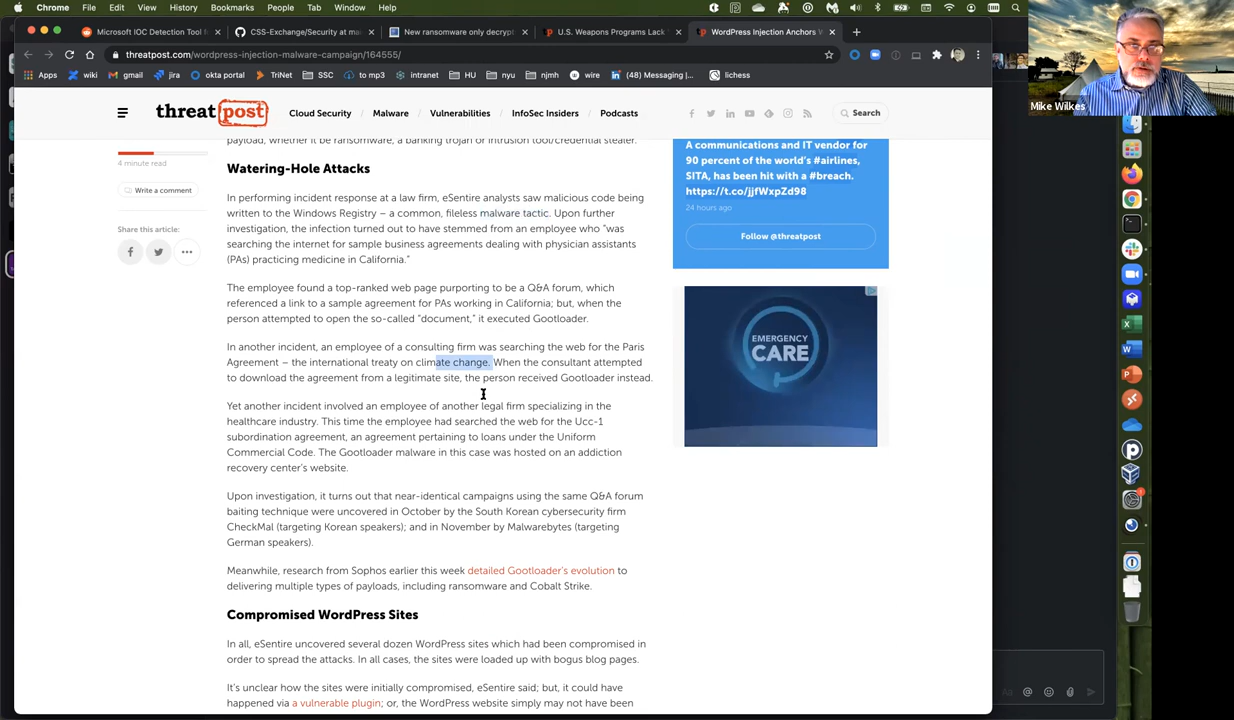 Chrome File Edit View History Bookmarks People Tab Window Help
Microsoft IOC Detection Tool f
CSS-Exchange/Security at ma
New ransomware only decrypt
U.S. Weapons Programs Lack
WordPress Injection Anchors W
threatpost.com/wordpress-injection-malware-campaign/164555/
Apps wiki gmail jira okta portal TriNet SSC to mp3 intranet HU nyu njmh wire (48) Messaging | lichess
Mike Wilkes
threatpost
Cloud Security Malware Vulnerabilities InfoSec Insiders Podcasts Search
payload, whether it be ransomware, a banking trojan or intrusion tool/credential stealer.
4 minute read
Write a comment
Share this article:
Watering-Hole Attacks
In performing incident response at a law firm, eSentire analysts saw malicious code being
written to the Windows Registry – a common, fileless malware tactic. Upon further
investigation, the infection turned out to have stemmed from an employee who “was
searching the internet for sample business agreements dealing with physician assistants
(PAs) practicing medicine in California.”
The employee found a top-ranked web page purporting to be a Q&A forum, which
referenced a link to a sample agreement for PAs working in California; but, when the
person attempted to open the so-called “document,” it executed Gootloader.
In another incident, an employee of a consulting firm was searching the web for the Paris
Agreement – the international treaty on climate change. When the consultant attempted
to download the agreement from a legitimate site, the person received Gootloader instead.
Yet another incident involved an employee of another legal firm specializing in the
healthcare industry. This time the employee had searched the web for the Ucc-1
subordination agreement, an agreement pertaining to loans under the Uniform
Commercial Code. The Gootloader malware in this case was hosted on an addiction
recovery center’s website.
Upon investigation, it turns out that near-identical campaigns using the same Q&A forum
baiting technique were uncovered in October by the South Korean cybersecurity firm
CheckMal (targeting Korean speakers); and in November by Malwarebytes (targeting
German speakers).
Meanwhile, research from Sophos earlier this week detailed Gootloader’s evolution to
delivering multiple types of payloads, including ransomware and Cobalt Strike.
Compromised WordPress Sites
In all, eSentire uncovered several dozen WordPress sites which had been compromised in
order to spread the attacks. In all cases, the sites were loaded up with bogus blog pages.
It’s unclear how the sites were initially compromised, eSentire said; but, it could have
happened via a vulnerable plugin; or, the WordPress website simply may not have been
A communications and IT vendor for
90 percent of the world’s #airlines,
SITA, has been hit with a #breach.
https://t.co/jjfWxpZd98
24 hours ago
Follow @threatpost
EMERGENCY
CARE